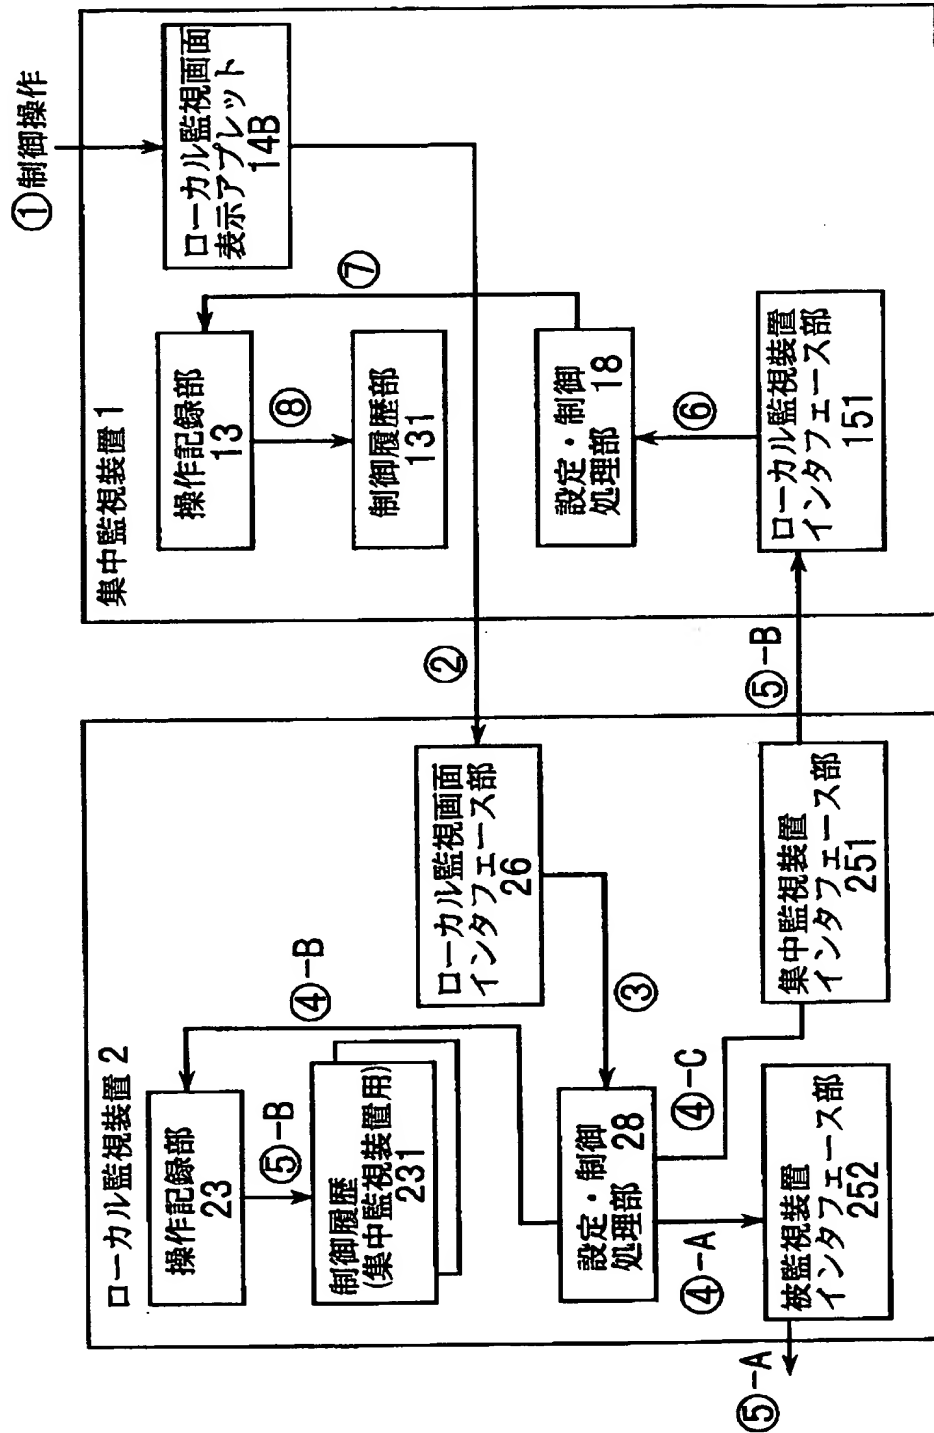 ①制御操作
集中監視装置1
ローカル監視画面
表示アプレット
14B
操作記録部
13
⑦
⑧
制御履歴部
131
設定・制御
処理部 18
⑥
ローカル監視装置
インタフェース部
151
②
⑤-B
ローカル監視装置2
操作記録部
23
④-B
⑤-B
制御履歴
(集中監視装置用)
231
ローカル監視画面
インタフェース部
26
③
設定・制御
処理部 28
④-C
④-A
集中監視装置
インタフェース部
251
被監視装置
インタフェース部
252
⑤-A